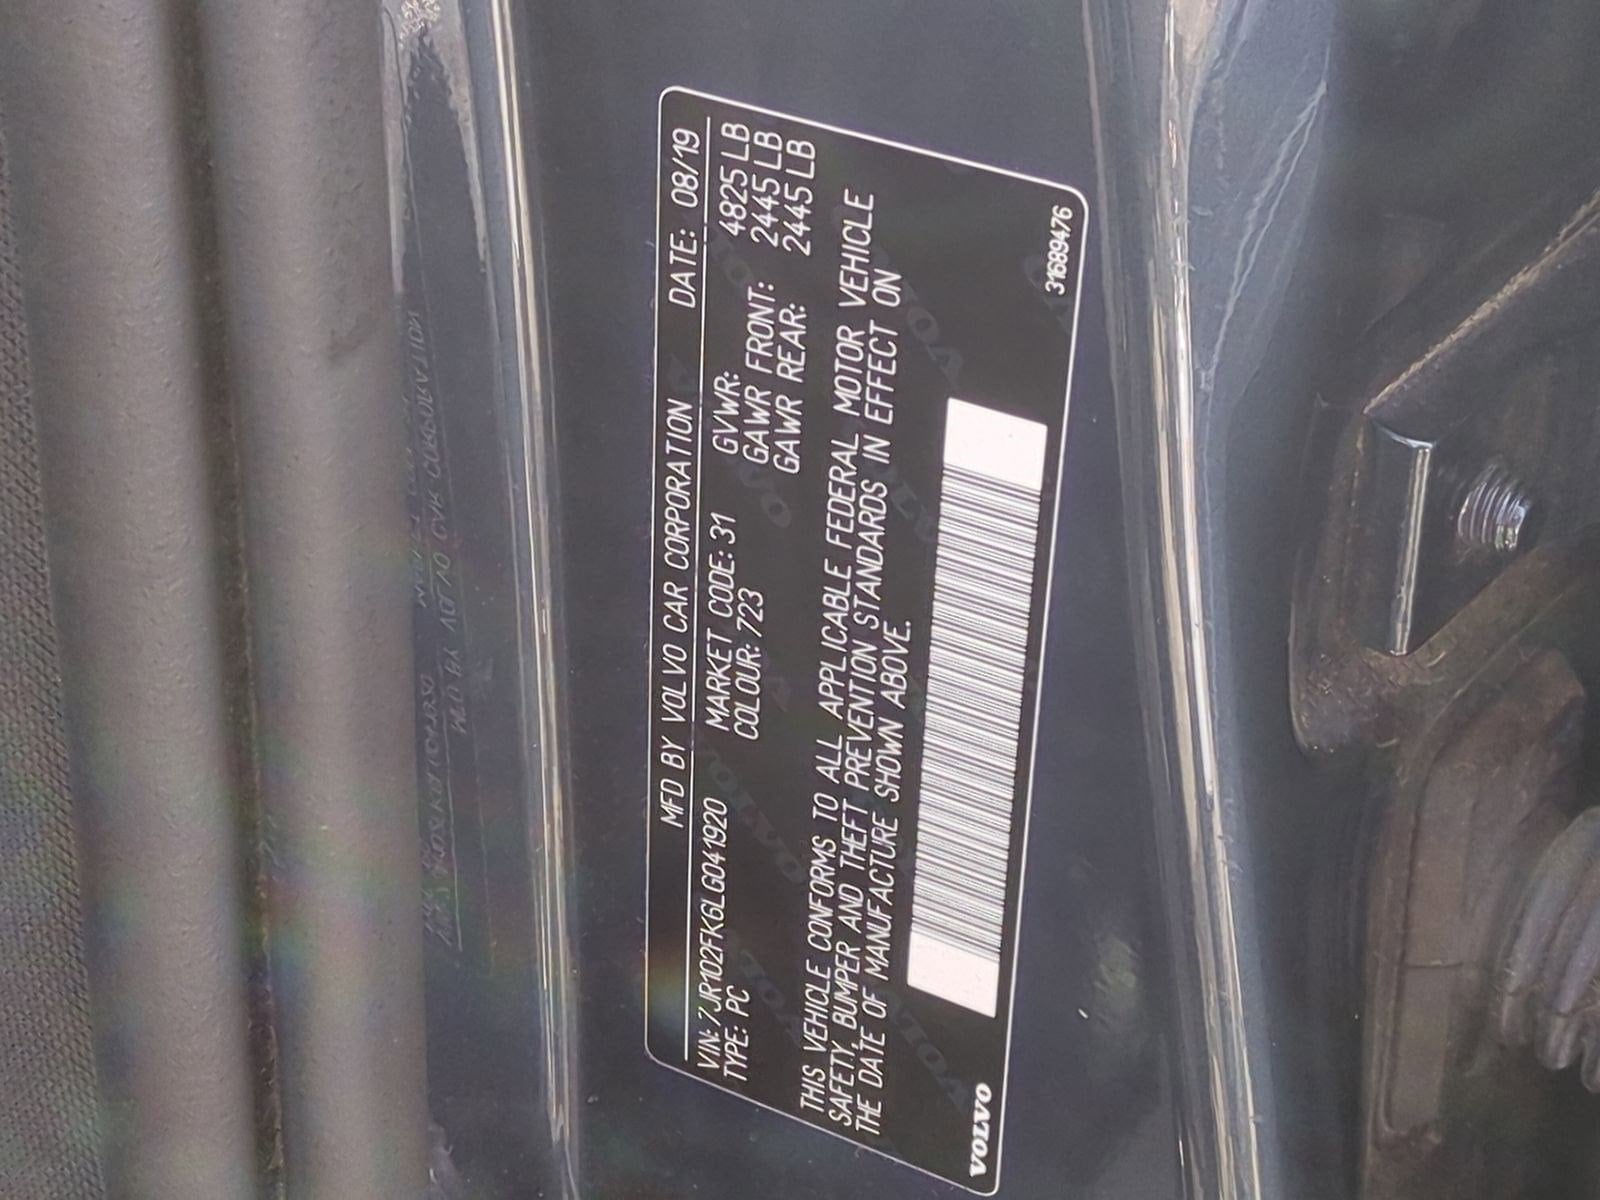 MFD BY VOLVO CAR CORPORATION DATE: 08/19
VIN: 7JR102FK6LG041920 MARKET CODE: 31 GVWR: 4825 LB
TYPE: PC COLOUR: 723 GAWR FRONT: 2445 LB
GAWR REAR: 2445 LB
THIS VEHICLE CONFORMS TO ALL APPLICABLE FEDERAL MOTOR VEHICLE
SAFETY, BUMPER AND THEFT PREVENTION STANDARDS IN EFFECT ON
THE DATE OF MANUFACTURE SHOWN ABOVE.
VOLVO 31689476